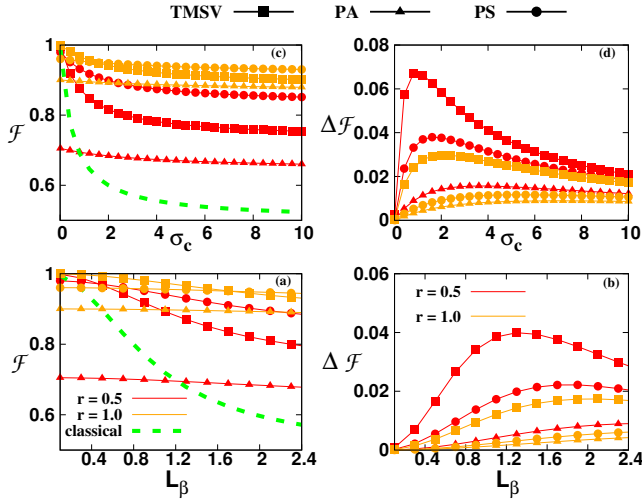 TMSV PA PS
(c)
1
0.8
0.6
ℱ
0 2 4 6 8 10
σc
(d)
0.08
0.06
0.04
0.02
0
Δℱ
0 2 4 6 8 10
σc
(a)
1
0.8
0.6
ℱ
r = 0.5
r = 1.0
classical
0.4 0.8 1.2 1.6 2 2.4
Lβ
(b)
0.06
0.04
0.02
0
Δ ℱ
r = 0.5
r = 1.0
0.4 0.8 1.2 1.6 2 2.4
Lβ